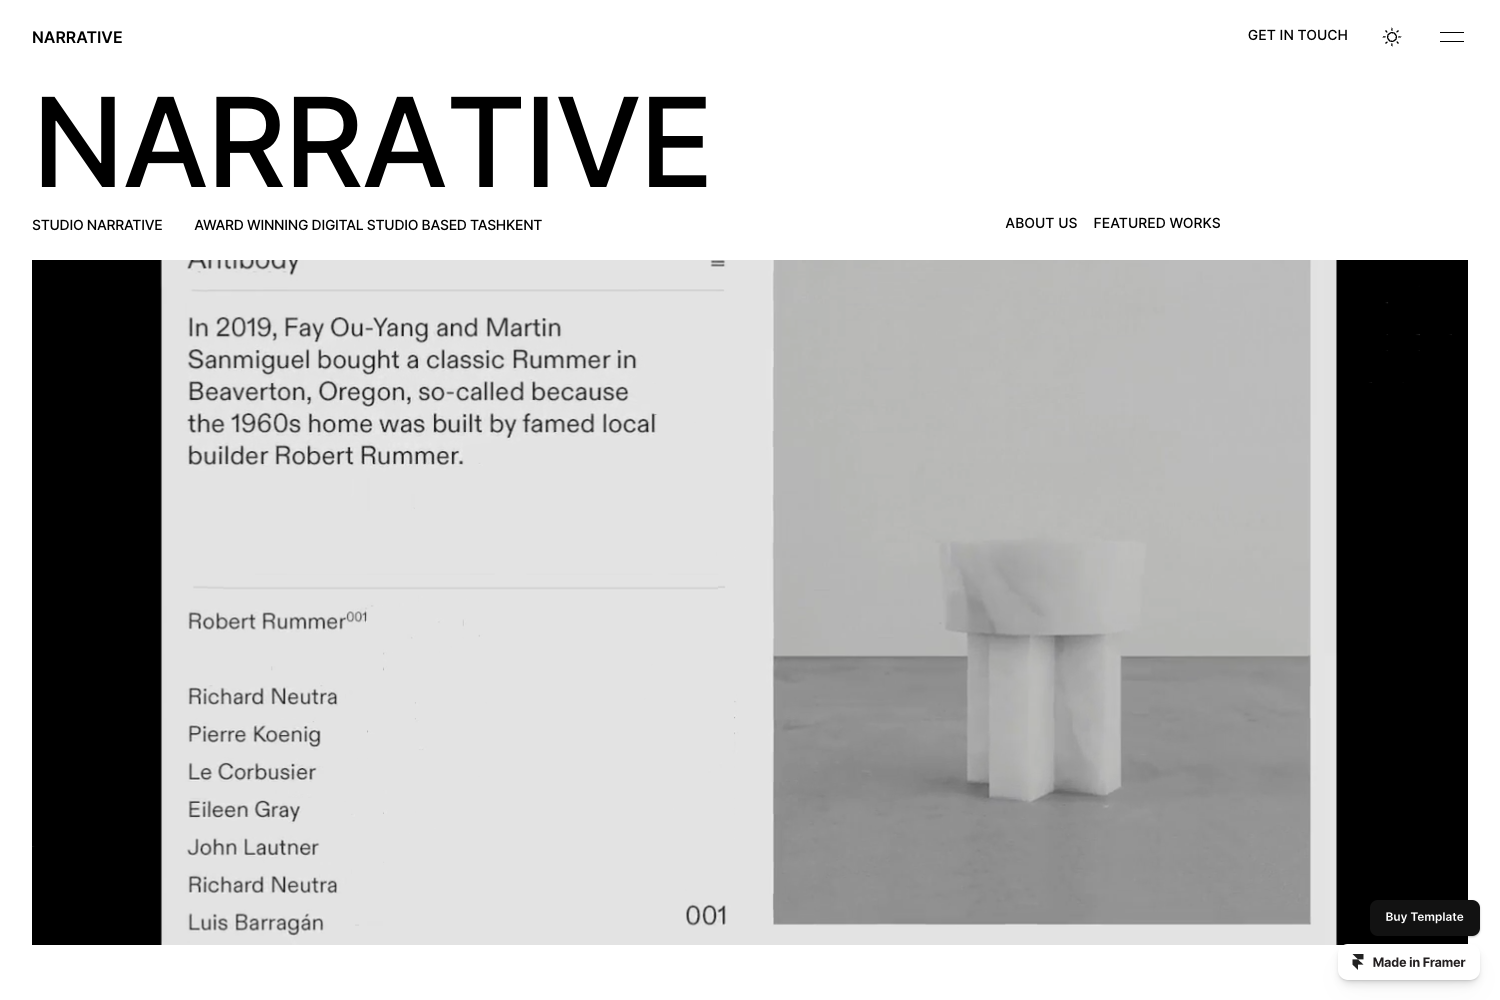 NARRATIVE
GET IN TOUCH
NARRATIVE
STUDIO NARRATIVE
AWARD WINNING DIGITAL STUDIO BASED TASHKENT
ABOUT US
FEATURED WORKS
Antibody
In 2019, Fay Ou-Yang and Martin
Sanmiguel bought a classic Rummer in
Beaverton, Oregon, so-called because
the 1960s home was built by famed local
builder Robert Rummer.
Robert Rummer001
Richard Neutra
Pierre Koenig
Le Corbusier
Eileen Gray
John Lautner
Richard Neutra
Luis Barragán
001
Buy Template
Made in Framer